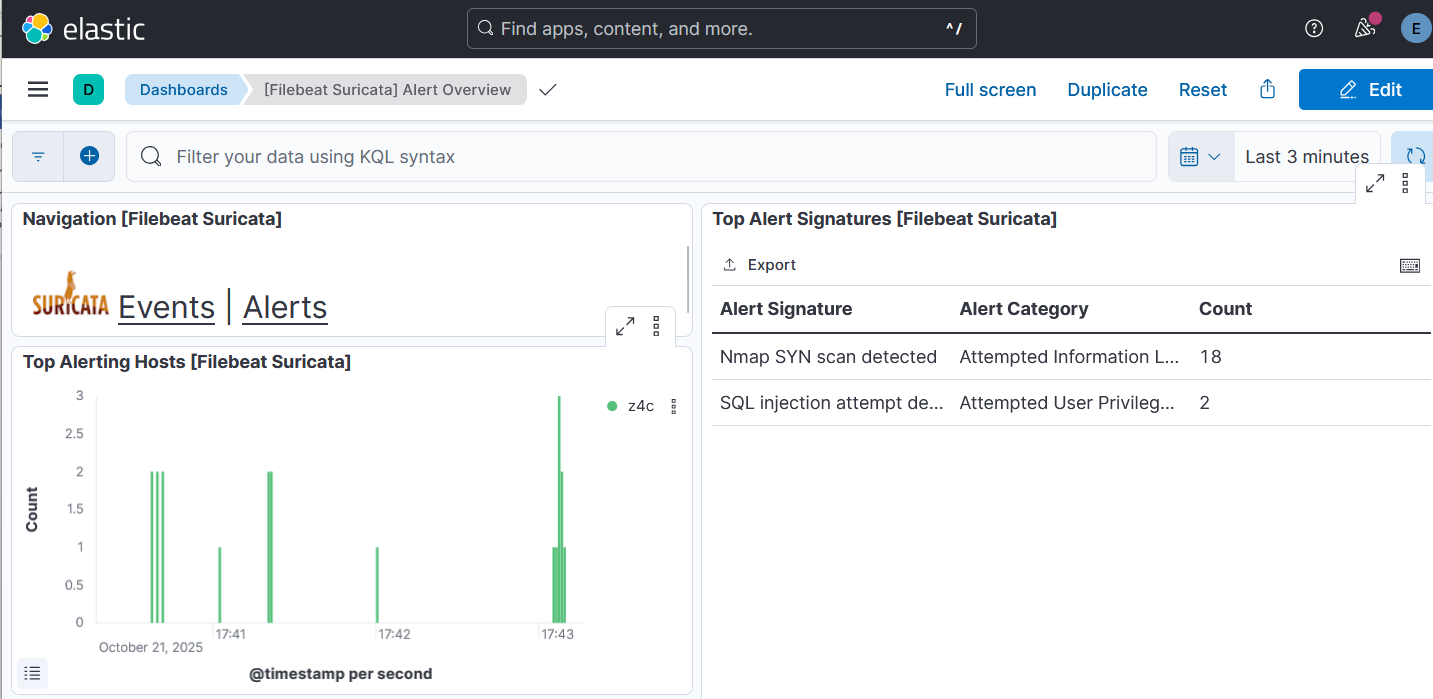 elastic
Find apps, content, and more.
^/
E
D
Dashboards
[Filebeat Suricata] Alert Overview
Full screen
Duplicate
Reset
Edit
Filter your data using KQL syntax
Last 3 minutes
Navigation [Filebeat Suricata]
SURICATA
Events | Alerts
Top Alerting Hosts [Filebeat Suricata]
3
2.5
2
1.5
1
0.5
0
Count
z4c
17:41
17:42
17:43
October 21, 2025
@timestamp per second
Top Alert Signatures [Filebeat Suricata]
Export
Alert Signature Alert Category Count
Nmap SYN scan detected Attempted Information L... 18
SQL injection attempt de... Attempted User Privileg... 2